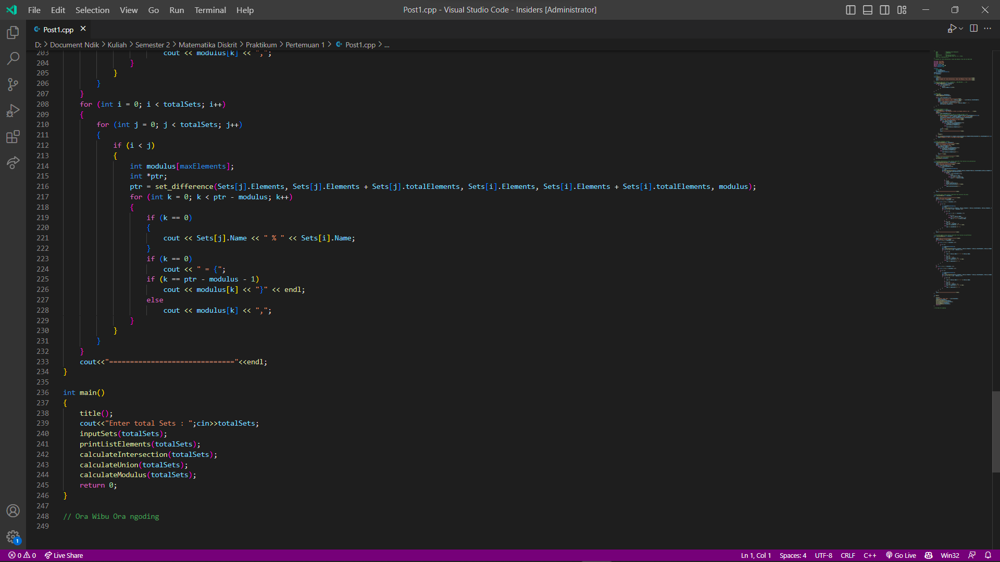 File Edit Selection View Go Run Terminal Help
Post1.cpp - Visual Studio Code - Insiders [Administrator]
Post1.cpp
D: > Document Ndik > Kuliah > Semester 2 > Matematika Diskrit > Praktikum > Pertemuan 1 > Post1.cpp > ...
203 cout << modulus[k] << ",";
204 }
205 }
206 }
207 }
208 for (int i = 0; i < totalSets; i++)
209 {
210 for (int j = 0; j < totalSets; j++)
211 {
212 if (i < j)
213 {
214 int modulus[maxElements];
215 int *ptr;
216 ptr = set_difference(Sets[j].Elements, Sets[j].Elements + Sets[j].totalElements, Sets[i].Elements, Sets[i].Elements + Sets[i].totalElements, modulus);
217 for (int k = 0; k < ptr - modulus; k++)
218 {
219 if (k == 0)
220 {
221 cout << Sets[j].Name << " % " << Sets[i].Name;
222 }
223 if (k == 0)
224 cout << " = {";
225 if (k == ptr - modulus - 1)
226 cout << modulus[k] << "}" << endl;
227 else
228 cout << modulus[k] << ",";
229 }
230 }
231 }
232 }
233 cout<<"=============================="<<endl;
234 }
235
236 int main()
237 {
238 title();
239 cout<<"Enter total Sets : ";cin>>totalSets;
240 inputSets(totalSets);
241 printListElements(totalSets);
242 calculateIntersection(totalSets);
243 calculateUnion(totalSets);
244 calculateModulus(totalSets);
245 return 0;
246 }
247
248 // Ora Wibu Ora ngoding
249
1
0 0 Live Share Ln 1, Col 1 Spaces: 4 UTF-8 CRLF C++ Go Live Win32